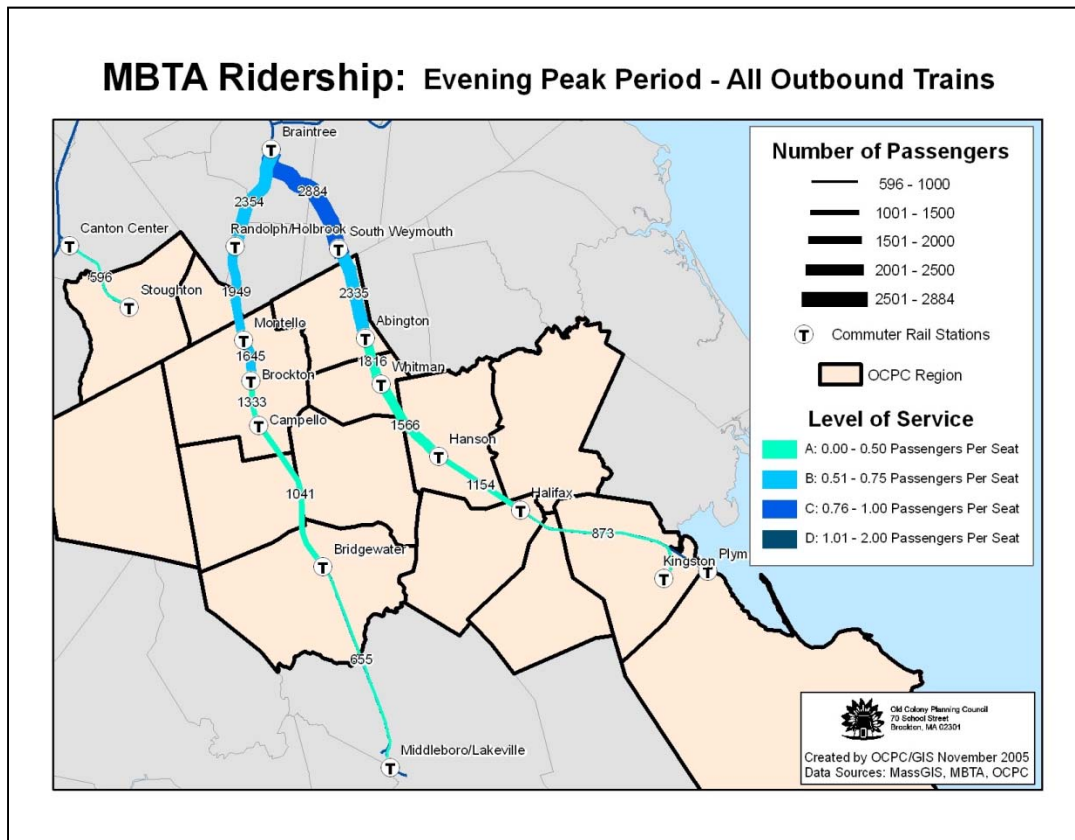 MBTA Ridership: Evening Peak Period - All Outbound Trains
Braintree
2354
2884
Canton Center
Randolph/Holbrook
South Weymouth
596
Stoughton
1949
2335
Montello
Abington
1645
1816
Whitman
Brockton
1333
Campello
1566
Hanson
1041
1154
Halifax
873
Bridgewater
Kingston
Plym
655
Middleboro/Lakeville
Number of Passengers
596 - 1000
1001 - 1500
1501 - 2000
2001 - 2500
2501 - 2884
T Commuter Rail Stations
OCPC Region
Level of Service
A: 0.00 - 0.50 Passengers Per Seat
B: 0.51 - 0.75 Passengers Per Seat
C: 0.76 - 1.00 Passengers Per Seat
D: 1.01 - 2.00 Passengers Per Seat
Old Colony Planning Council
70 School Street
Brockton, MA 02301
Created by OCPC/GIS November 2005
Data Sources: MassGIS, MBTA, OCPC